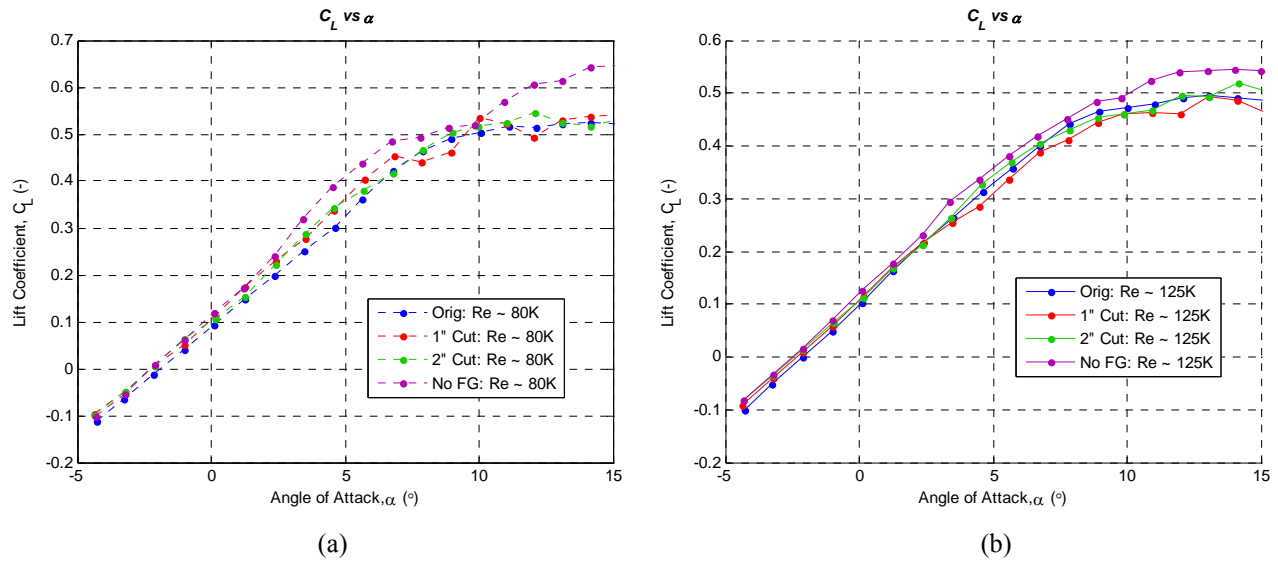 C_L vs α
0.7
0.6
0.5
0.4
0.3
0.2
0.1
0
-0.1
-0.2
Lift Coefficient, C_L (-)
Orig: Re ~ 80K
1" Cut: Re ~ 80K
2" Cut: Re ~ 80K
No FG: Re ~ 80K
-5 0 5 10 15
Angle of Attack,α (°)
(a)
C_L vs α
0.6
0.5
0.4
0.3
0.2
0.1
0
-0.1
-0.2
Lift Coefficient, C_L (-)
Orig: Re ~ 125K
1" Cut: Re ~ 125K
2" Cut: Re ~ 125K
No FG: Re ~ 125K
-5 0 5 10 15
Angle of Attack,α (°)
(b)